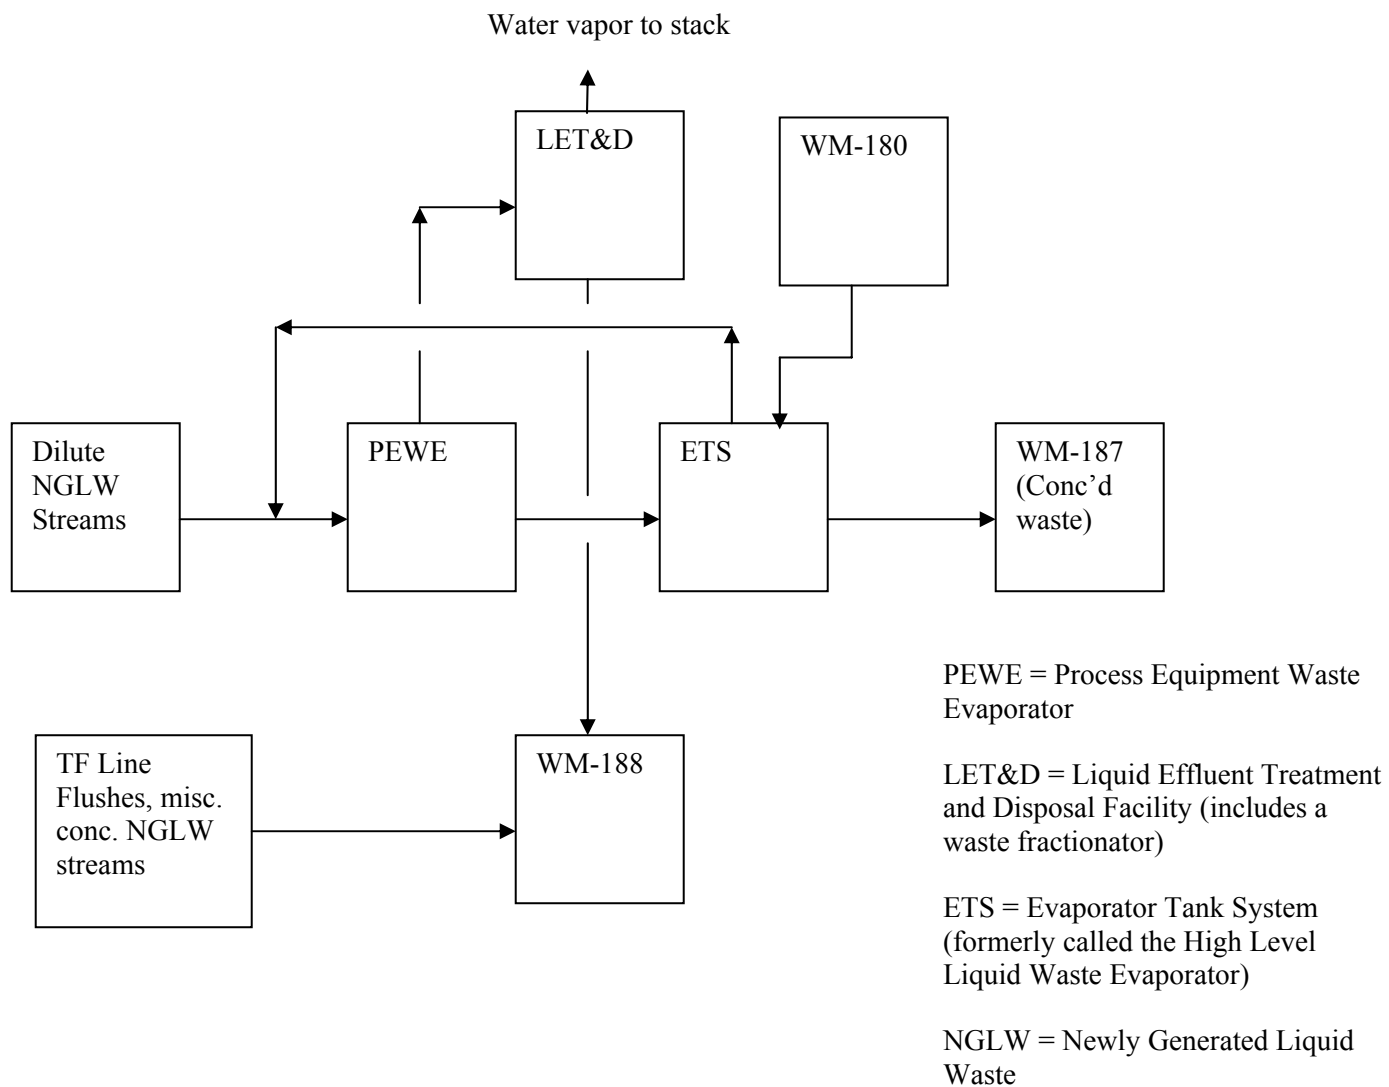 Water vapor to stack
LET&D
WM-180
Dilute
NGLW
Streams
PEWE
ETS
WM-187
(Conc’d
waste)
TF Line
Flushes, misc.
conc. NGLW
streams
WM-188
PEWE = Process Equipment Waste
Evaporator
LET&D = Liquid Effluent Treatment
and Disposal Facility (includes a
waste fractionator)
ETS = Evaporator Tank System
(formerly called the High Level
Liquid Waste Evaporator)
NGLW = Newly Generated Liquid
Waste